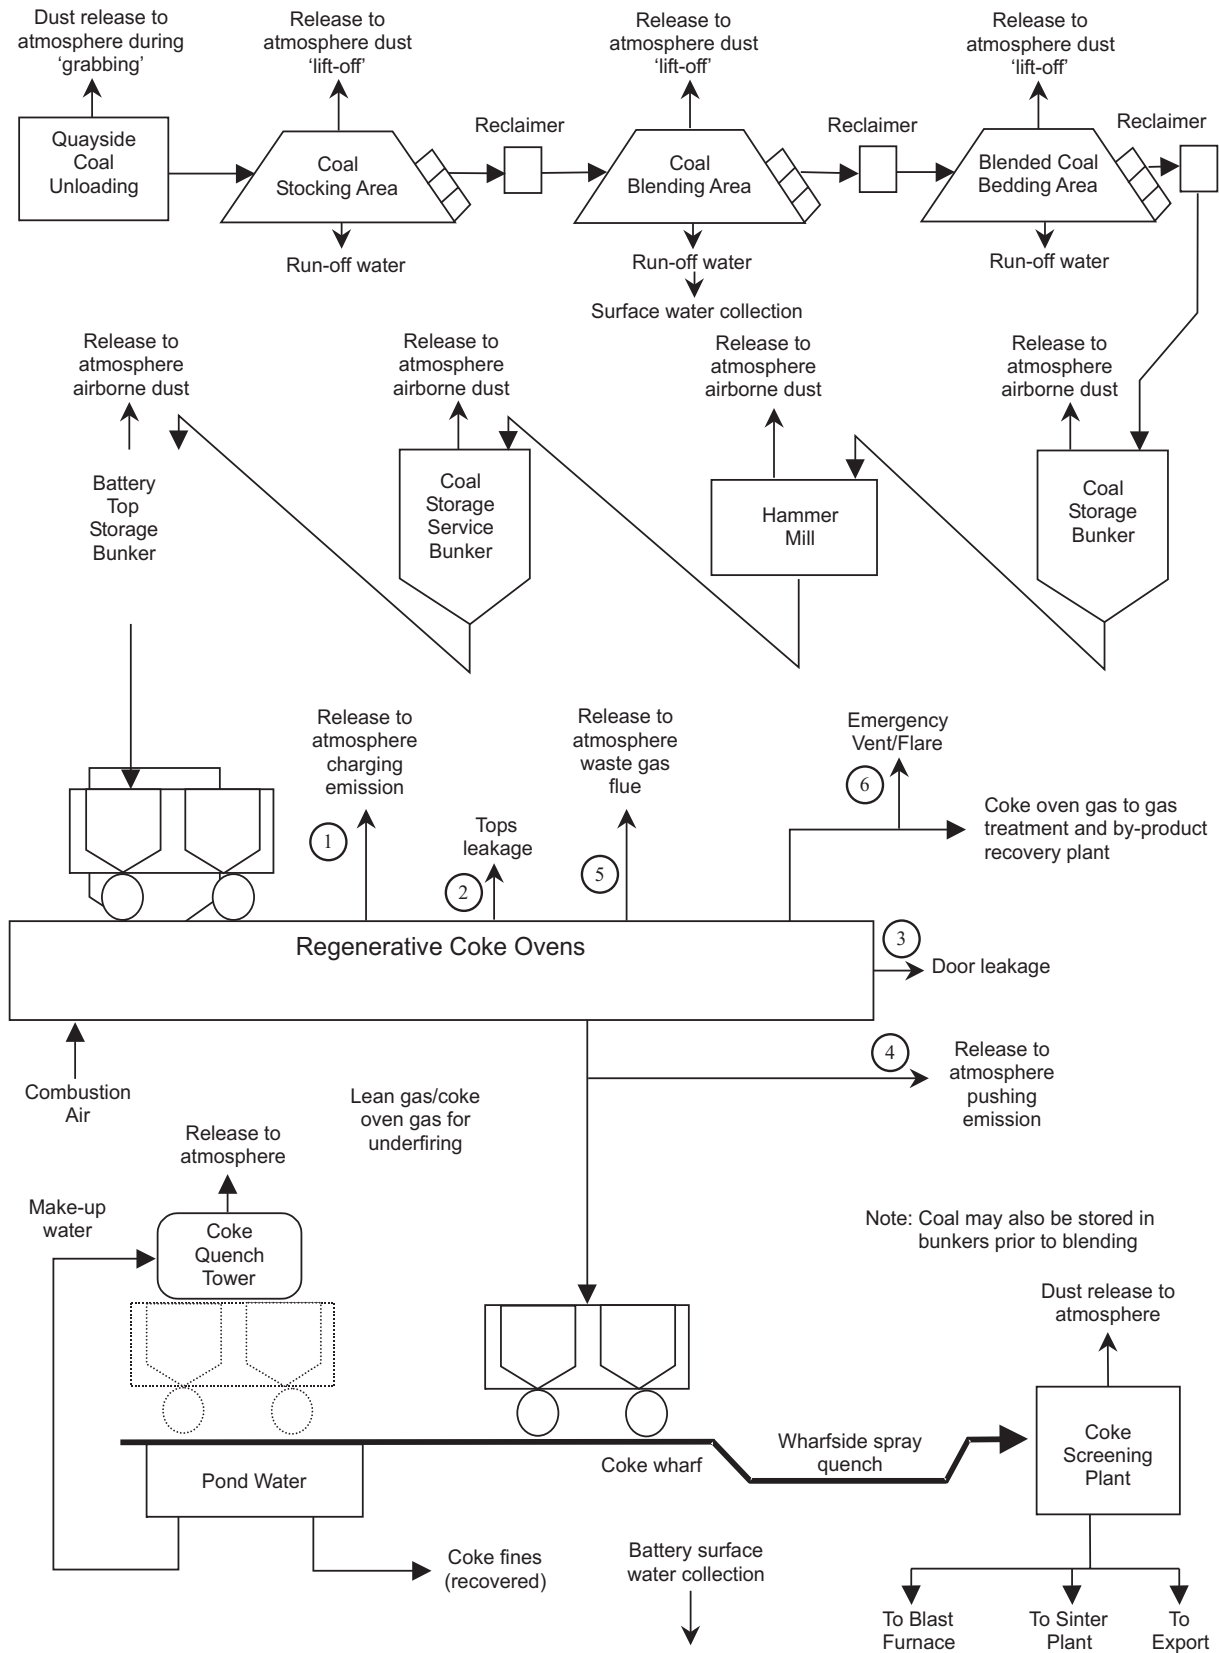 Dust release to
atmosphere during
‘grabbing’
Release to
atmosphere dust
‘lift-off’
Release to
atmosphere dust
‘lift-off’
Release to
atmosphere dust
‘lift-off’
Quayside
Coal
Unloading
Coal
Stocking Area
Reclaimer
Coal
Blending Area
Reclaimer
Blended Coal
Bedding Area
Reclaimer
Run-off water
Run-off water
Surface water collection
Run-off water
Release to
atmosphere
airborne dust
Release to
atmosphere
airborne dust
Release to
atmosphere
airborne dust
Release to
atmosphere
airborne dust
Battery
Top
Storage
Bunker
Coal
Storage
Service
Bunker
Hammer
Mill
Coal
Storage
Bunker
Release to
atmosphere
charging
emission
1
Tops
leakage
2
Release to
atmosphere
waste gas
flue
5
Emergency
Vent/Flare
6
Coke oven gas to gas
treatment and by-product
recovery plant
Regenerative Coke Ovens
3
Door leakage
4
Release to
atmosphere
pushing
emission
Combustion
Air
Lean gas/coke
oven gas for
underfiring
Release to
atmosphere
Make-up
water
Coke
Quench
Tower
Note: Coal may also be stored in
bunkers prior to blending
Dust release to
atmosphere
Pond Water
Coke wharf
Wharfside spray
quench
Coke
Screening
Plant
Coke fines
(recovered)
Battery surface
water collection
To Blast
Furnace
To Sinter
Plant
To
Export